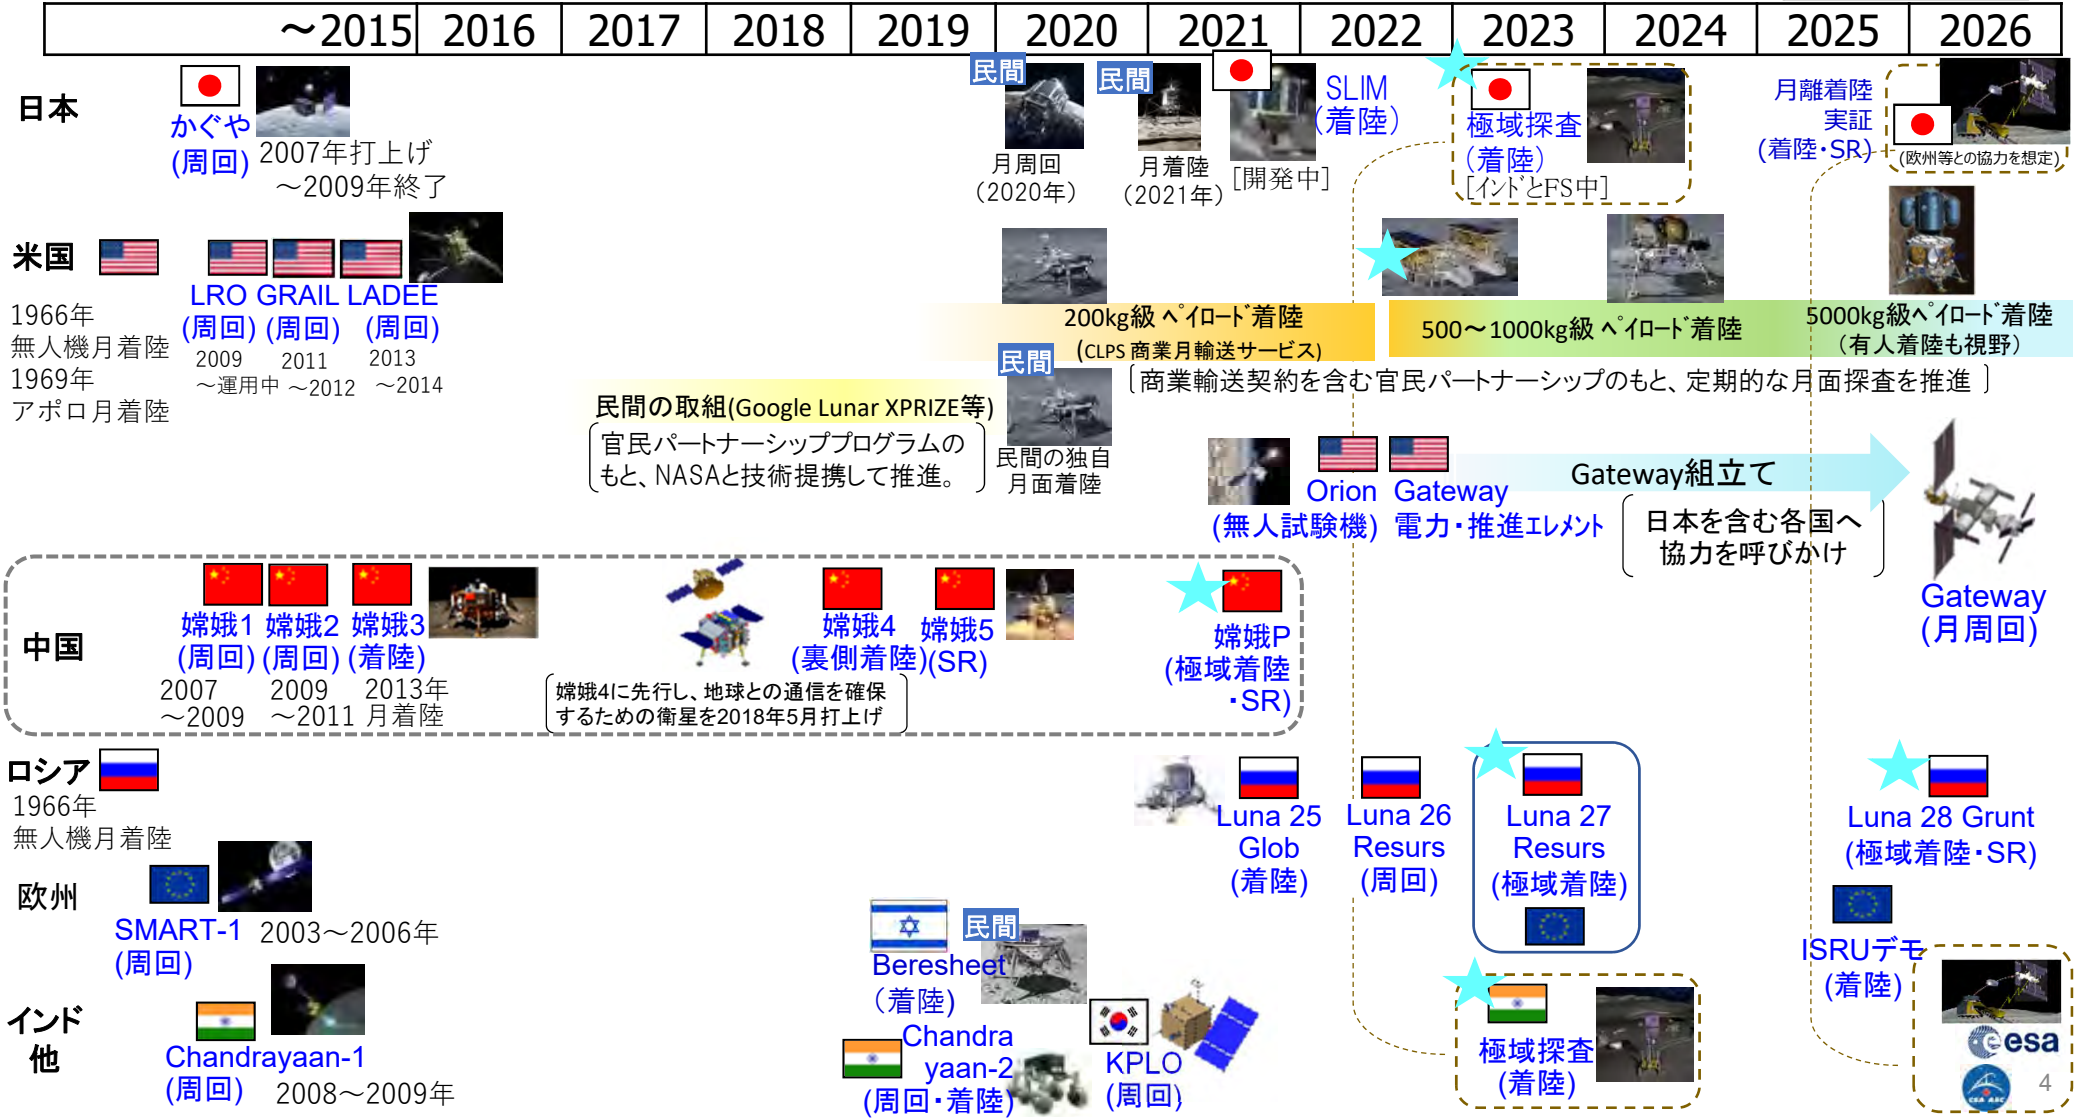 ～2015 2016 2017 2018 2019 2020 2021 2022 2023 2024 2025 2026
日本
かぐや
(周回)
2007年打上げ
～2009年終了
民間
月周回
(2020年)
民間
月着陸
(2021年)
[開発中]
SLIM
(着陸)
極域探査
(着陸)
[インドとFS中]
月離着陸
実証
(着陸・SR)
(欧州等との協力を想定)
米国
1966年
無人機月着陸
1969年
アポロ月着陸
LRO GRAIL LADEE
(周回) (周回) (周回)
2009
～運用中
2011
～2012
2013
～2014
200kg級 ペイロード着陸
(CLPS 商業月輸送サービス)
500～1000kg級 ペイロード着陸
5000kg級ペイロード着陸
(有人着陸も視野)
[商業輸送契約を含む官民パートナーシップのもと、定期的な月面探査を推進]
民間の取組(Google Lunar XPRIZE等)
官民パートナーシッププログラムの
もと、NASAと技術提携して推進。
民間
民間の独自
月面着陸
Orion
(無人試験機)
Gateway
電力・推進エレメント
Gateway組立て
日本を含む各国へ
協力を呼びかけ
Gateway
(月周回)
中国
嫦娥1
(周回)
2007
～2009
嫦娥2
(周回)
2009
～2011
嫦娥3
(着陸)
2013年
月着陸
嫦娥4に先行し、地球との通信を確保
するための衛星を2018年5月打上げ
嫦娥4
(裏側着陸)
嫦娥5
(SR)
嫦娥P
(極域着陸
・SR)
ロシア
1966年
無人機月着陸
Luna 25
Glob
(着陸)
Luna 26
Resurs
(周回)
Luna 27
Resurs
(極域着陸)
Luna 28 Grunt
(極域着陸・SR)
欧州
SMART-1
(周回)
2003～2006年
ISRUデモ
(着陸)
インド
他
Chandrayaan-1
(周回)
2008～2009年
Beresheet
(着陸)
民間
Chandra
yaan-2
(周回・着陸)
KPLO
(周回)
極域探査
(着陸)
esa
CSA ASC
4